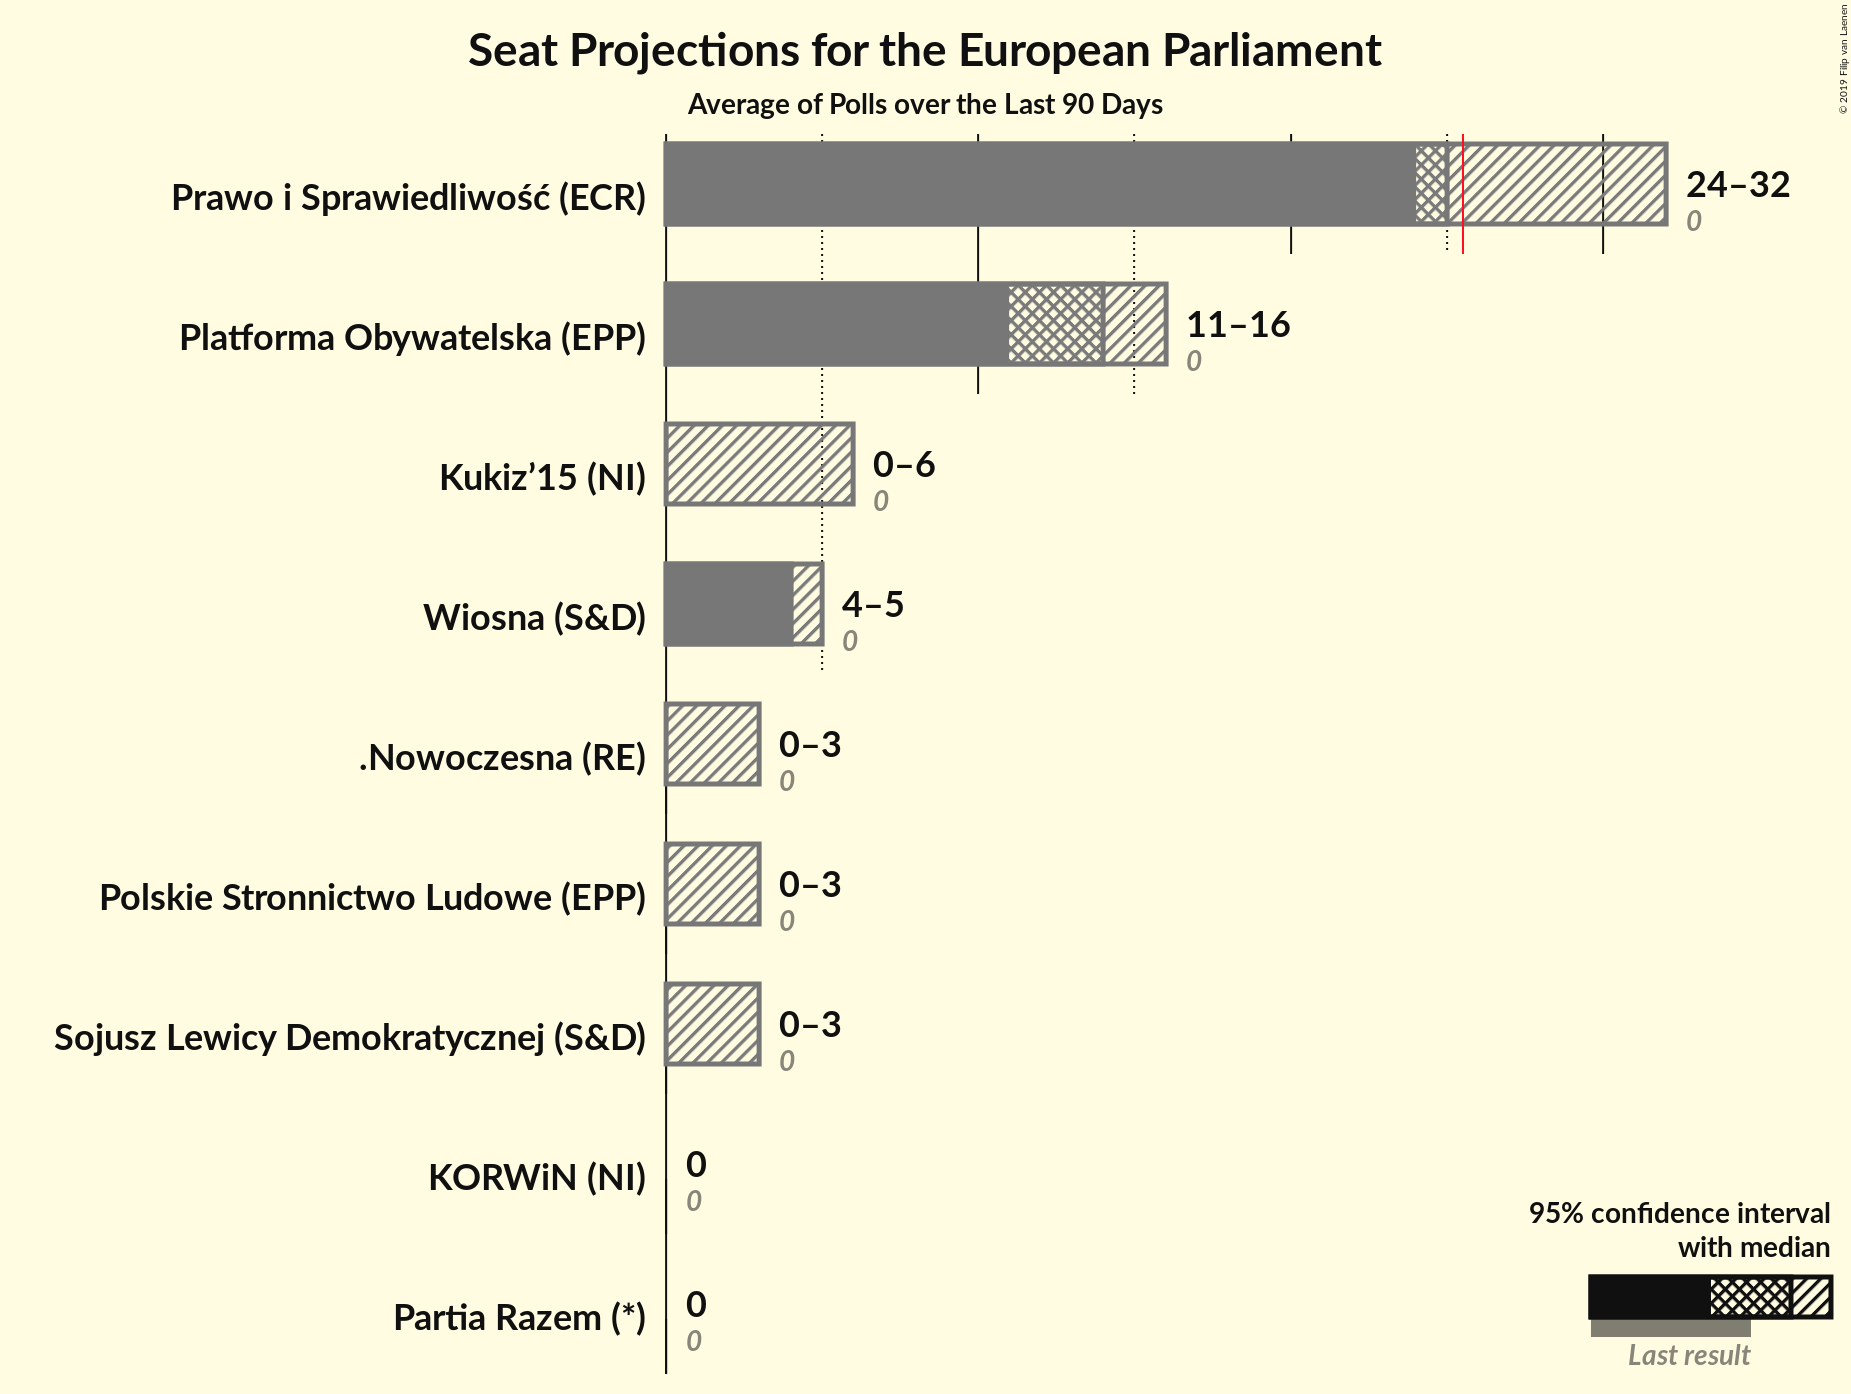 Seat Projections for the European Parliament
Average of Polls over the Last 90 Days
© 2019 Filip van Laenen
Prawo i Sprawiedliwość (ECR)
24–32
0
Platforma Obywatelska (EPP)
11–16
0
Kukiz’15 (NI)
0–6
0
Wiosna (S&D)
4–5
0
.Nowoczesna (RE)
0–3
0
Polskie Stronnictwo Ludowe (EPP)
0–3
0
Sojusz Lewicy Demokratycznej (S&D)
0–3
0
KORWiN (NI)
0
0
Partia Razem (*)
0
0
95% confidence interval
with median
Last result